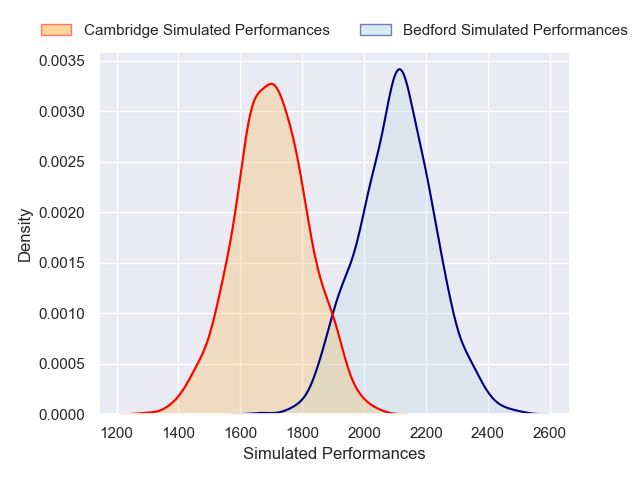 Cambridge Simulated Performances Bedford Simulated Performances
0.0035
0.0030
0.0025
0.0020
0.0015
0.0010
0.0005
0.0000
Density
1200 1400 1600 1800 2000 2200 2400 2600
Simulated Performances